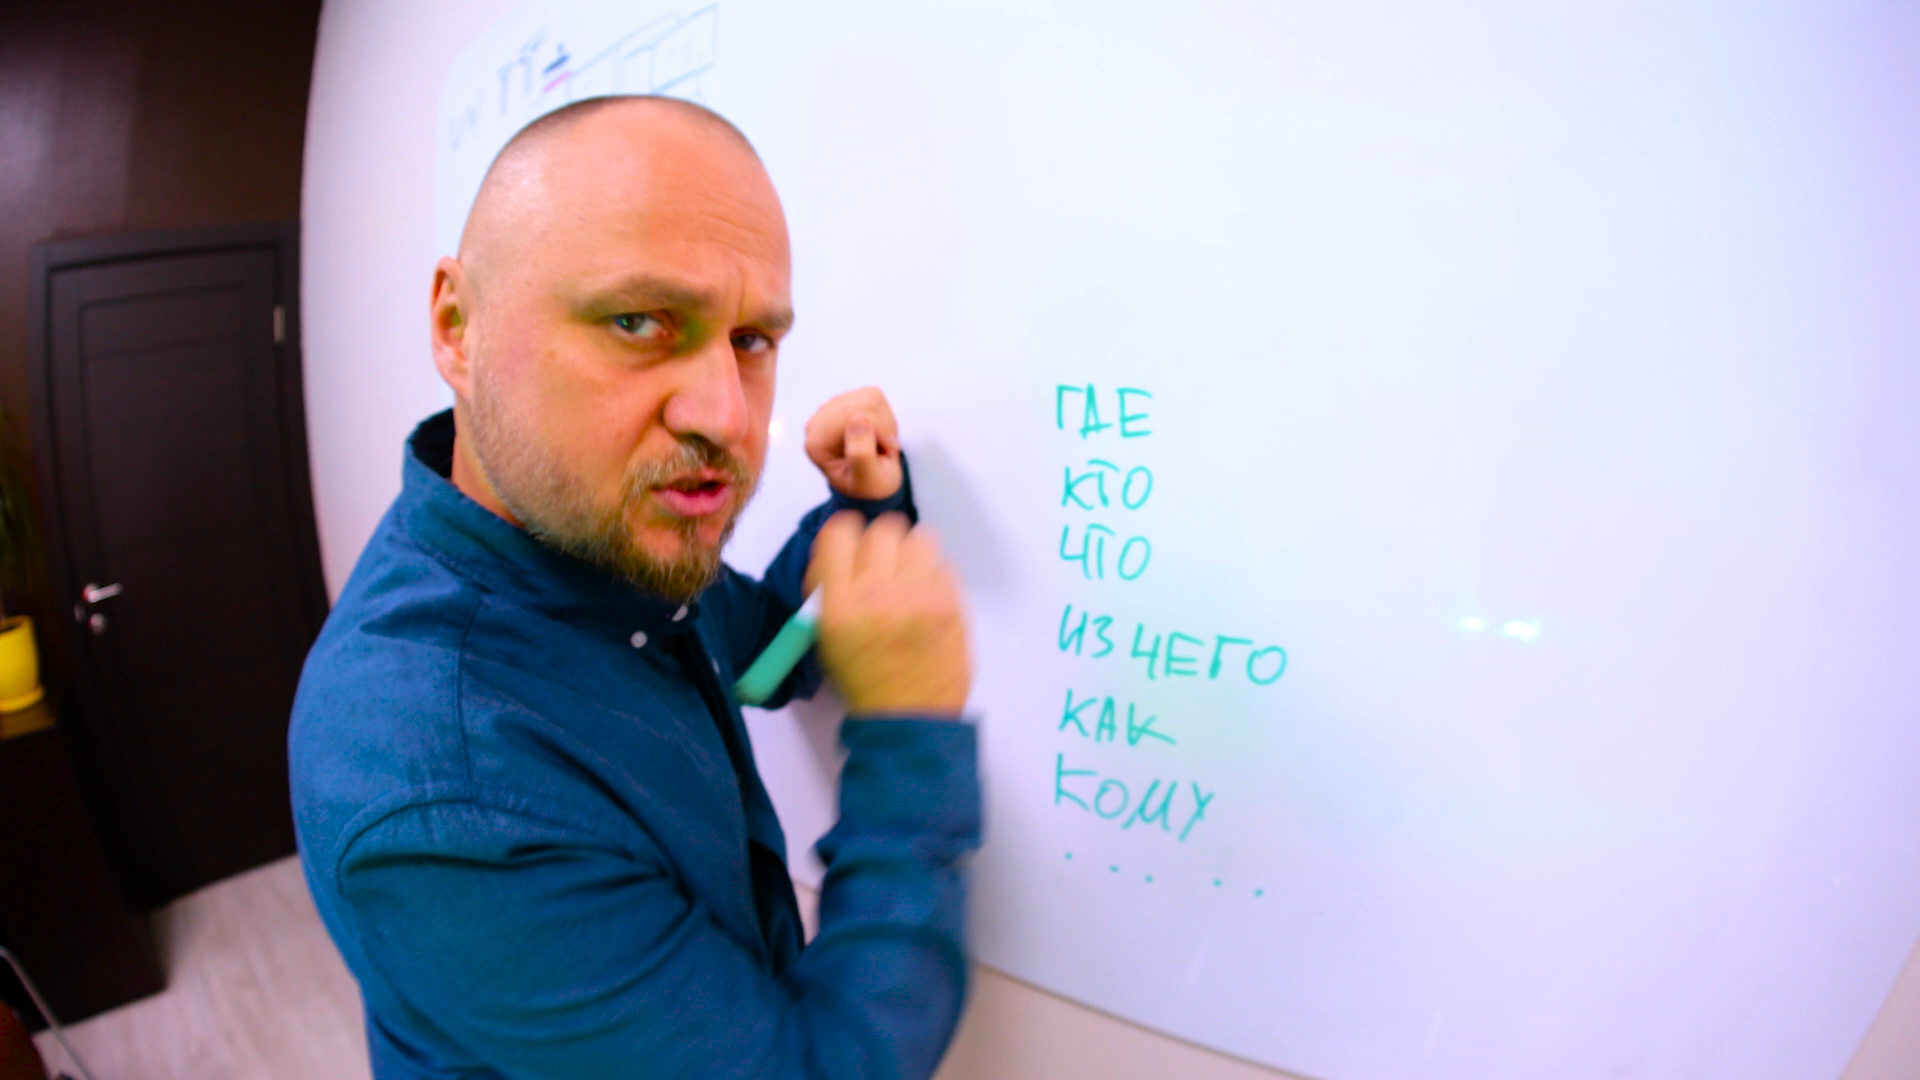 ГДЕ
КТО
ЧТО
ИЗ ЧЕГО
КАК
КОМУ
. . . . .